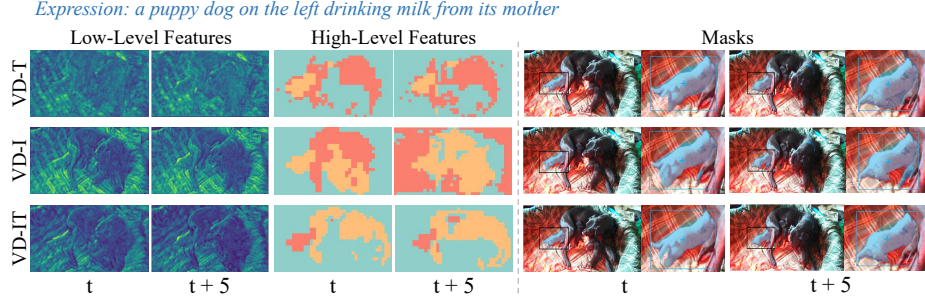 Expression: a puppy dog on the left drinking milk from its mother
Low-Level Features High-Level Features Masks
VD-T
VD-I
VD-IT
t t + 5 t t + 5 t t + 5